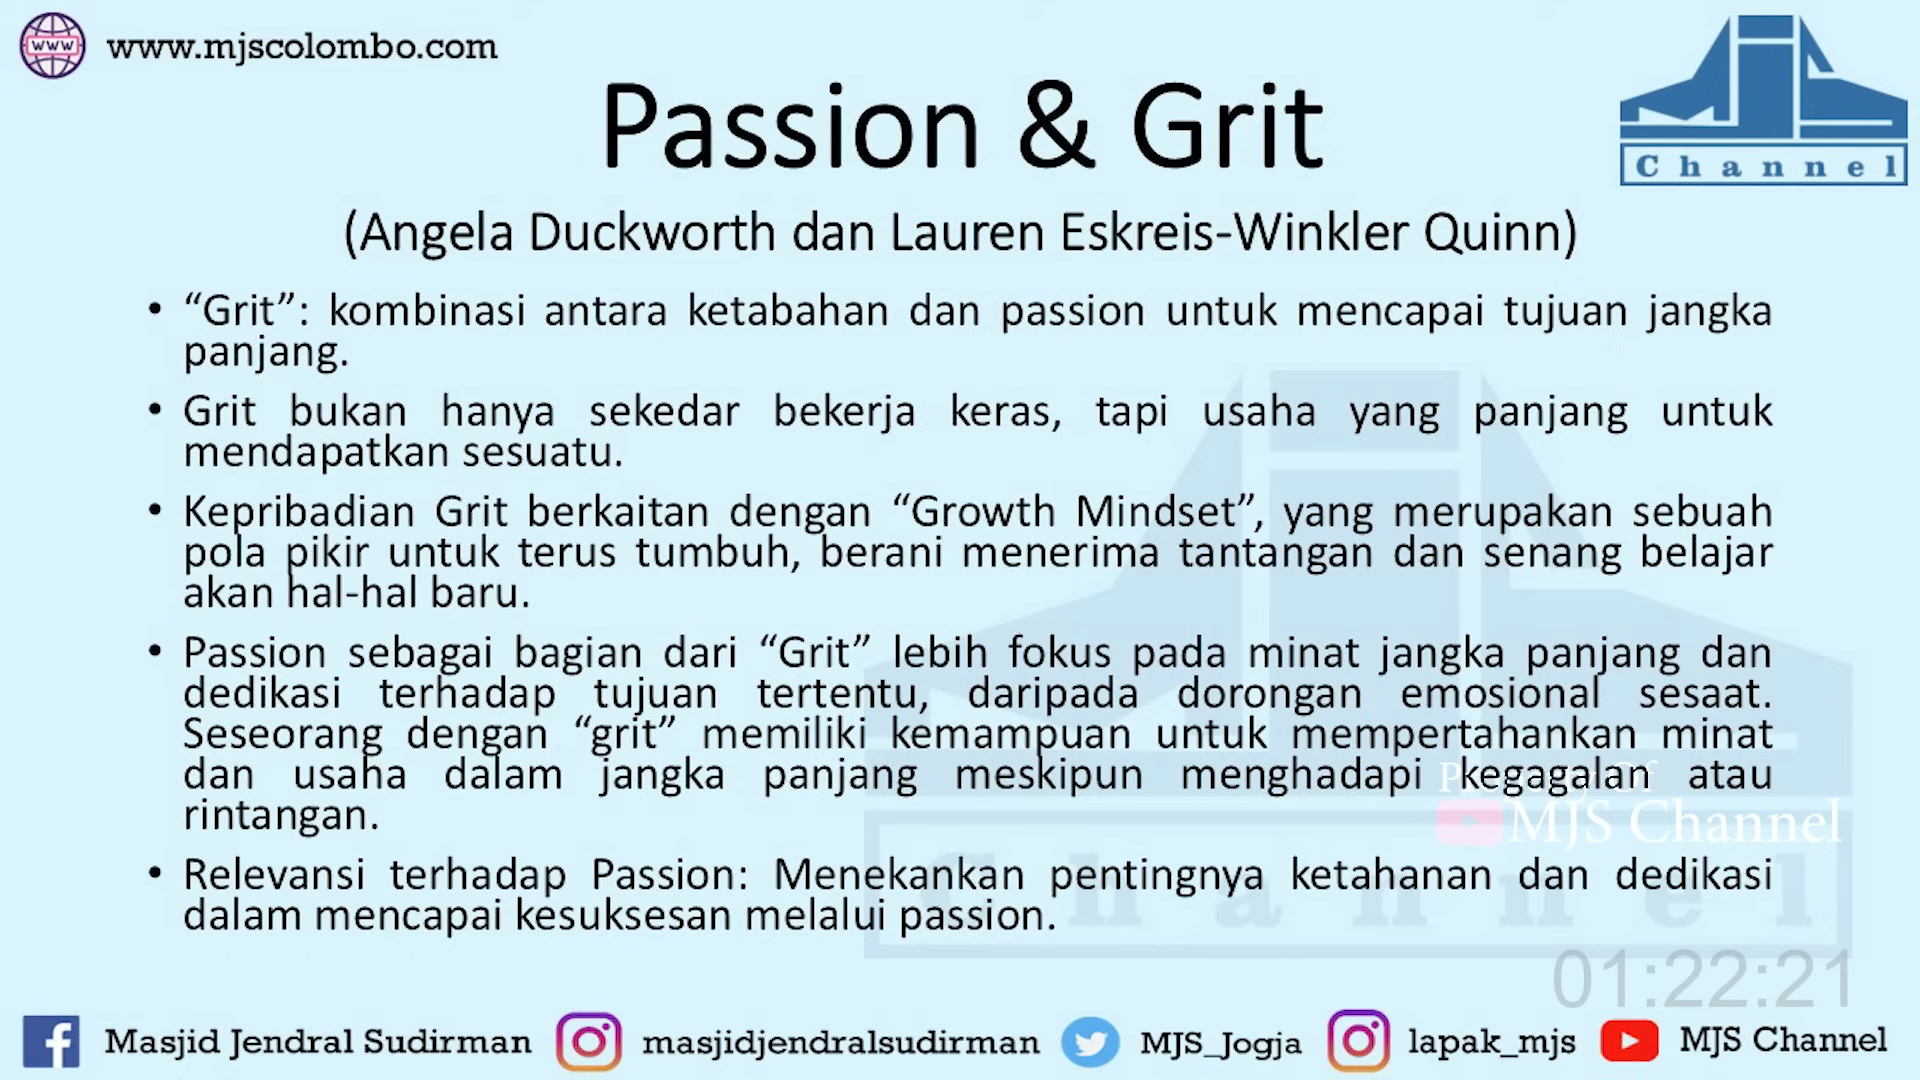 www.mjscolombo.com
MJS
Channel
Passion & Grit
(Angela Duckworth dan Lauren Eskreis-Winkler Quinn)
• “Grit”: kombinasi antara ketabahan dan passion untuk mencapai tujuan jangka
panjang.
• Grit bukan hanya sekedar bekerja keras, tapi usaha yang panjang untuk
mendapatkan sesuatu.
• Kepribadian Grit berkaitan dengan “Growth Mindset”, yang merupakan sebuah
pola pikir untuk terus tumbuh, berani menerima tantangan dan senang belajar
akan hal-hal baru.
• Passion sebagai bagian dari “Grit” lebih fokus pada minat jangka panjang dan
dedikasi terhadap tujuan tertentu, daripada dorongan emosional sesaat.
Seseorang dengan “grit” memiliki kemampuan untuk mempertahankan minat
dan usaha dalam jangka panjang meskipun menghadapi kegagalan atau
rintangan.
Property Of
MJS Channel
• Relevansi terhadap Passion: Menekankan pentingnya ketahanan dan dedikasi
dalam mencapai kesuksesan melalui passion.
Channel
01:22:21
www
Masjid Jendral Sudirman
masjidjendralsudirman
MJS_Jogja
lapak_mjs
MJS Channel